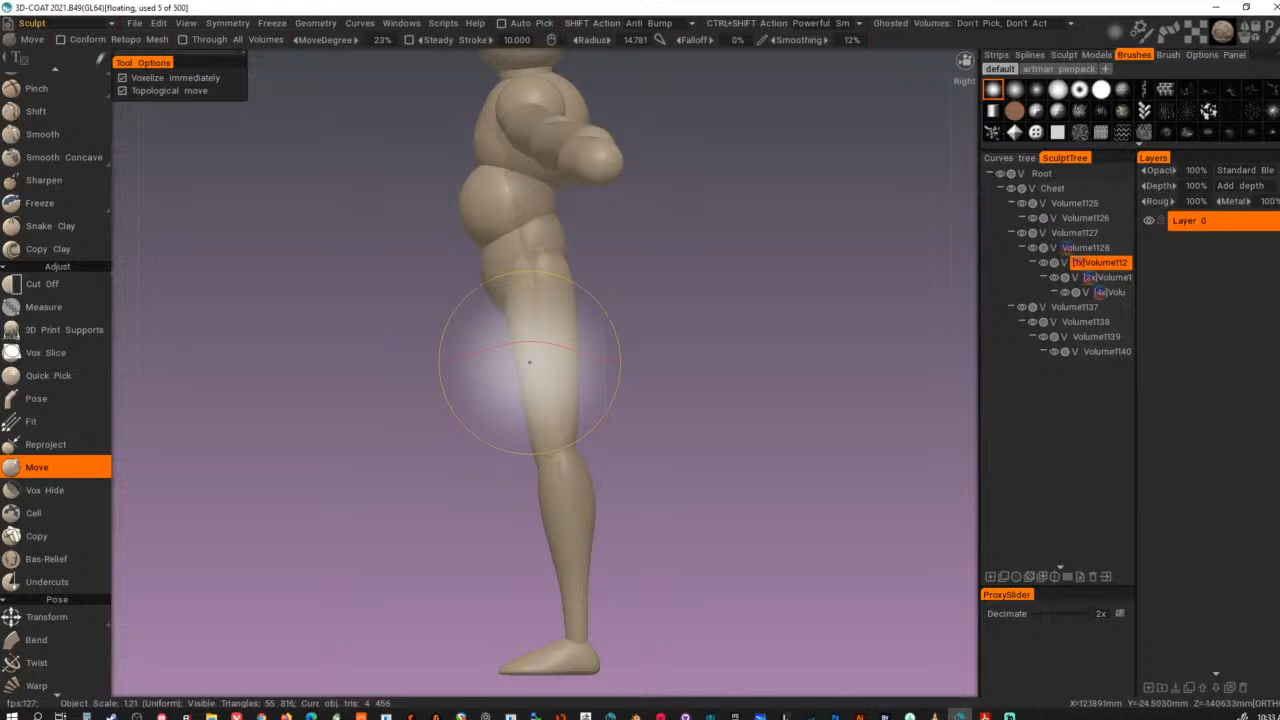 3D-COAT 2021.B49(GL64)[floating, used 5 of 500]
Sculpt File Edit View Symmetry Freeze Geometry Curves Windows Scripts Help Auto Pick SHIFT Action Anti Bump CTRL+SHIFT Action Powerful Sm Ghosted Volumes: Don't Pick, Don't Act
Move Conform Retopo Mesh Through All Volumes MoveDegree 23% Steady Stroke 10.000 Radius 14.781 Falloff 0% Smoothing 12%
Tool Options
Voxelize immediately
Topological move
Right
Pinch
Shift
Smooth
Smooth Concave
Sharpen
Freeze
Snake Clay
Copy Clay
Adjust
Cut Off
Measure
3D Print Supports
Vox Slice
Quick Pick
Pose
Fit
Reproject
Move
Vox Hide
Cell
Copy
Bas-Relief
Undercuts
Pose
Transform
Bend
Twist
Warp
Strips Splines Sculpt Models Brushes Brush Options Panel
default artman penpack +
Curves tree SculptTree
Root
V Chest
V Volume1125
V Volume1126
V Volume1127
V Volume1128
V [1x]Volume112
V [2x]Volume1
V [4x]Volu
V Volume1137
V Volume1138
V Volume1139
V Volume1140
Layers
Opaci 100% Standard Ble
Depth 100% Add depth
Roug 100% Metal 100%
Layer 0
ProxySlider
Decimate 2x
fps:127; Object Scale: 1.21 (Uniform); Visible Triangles: 55 816; Curr. obj. tris: 4 456